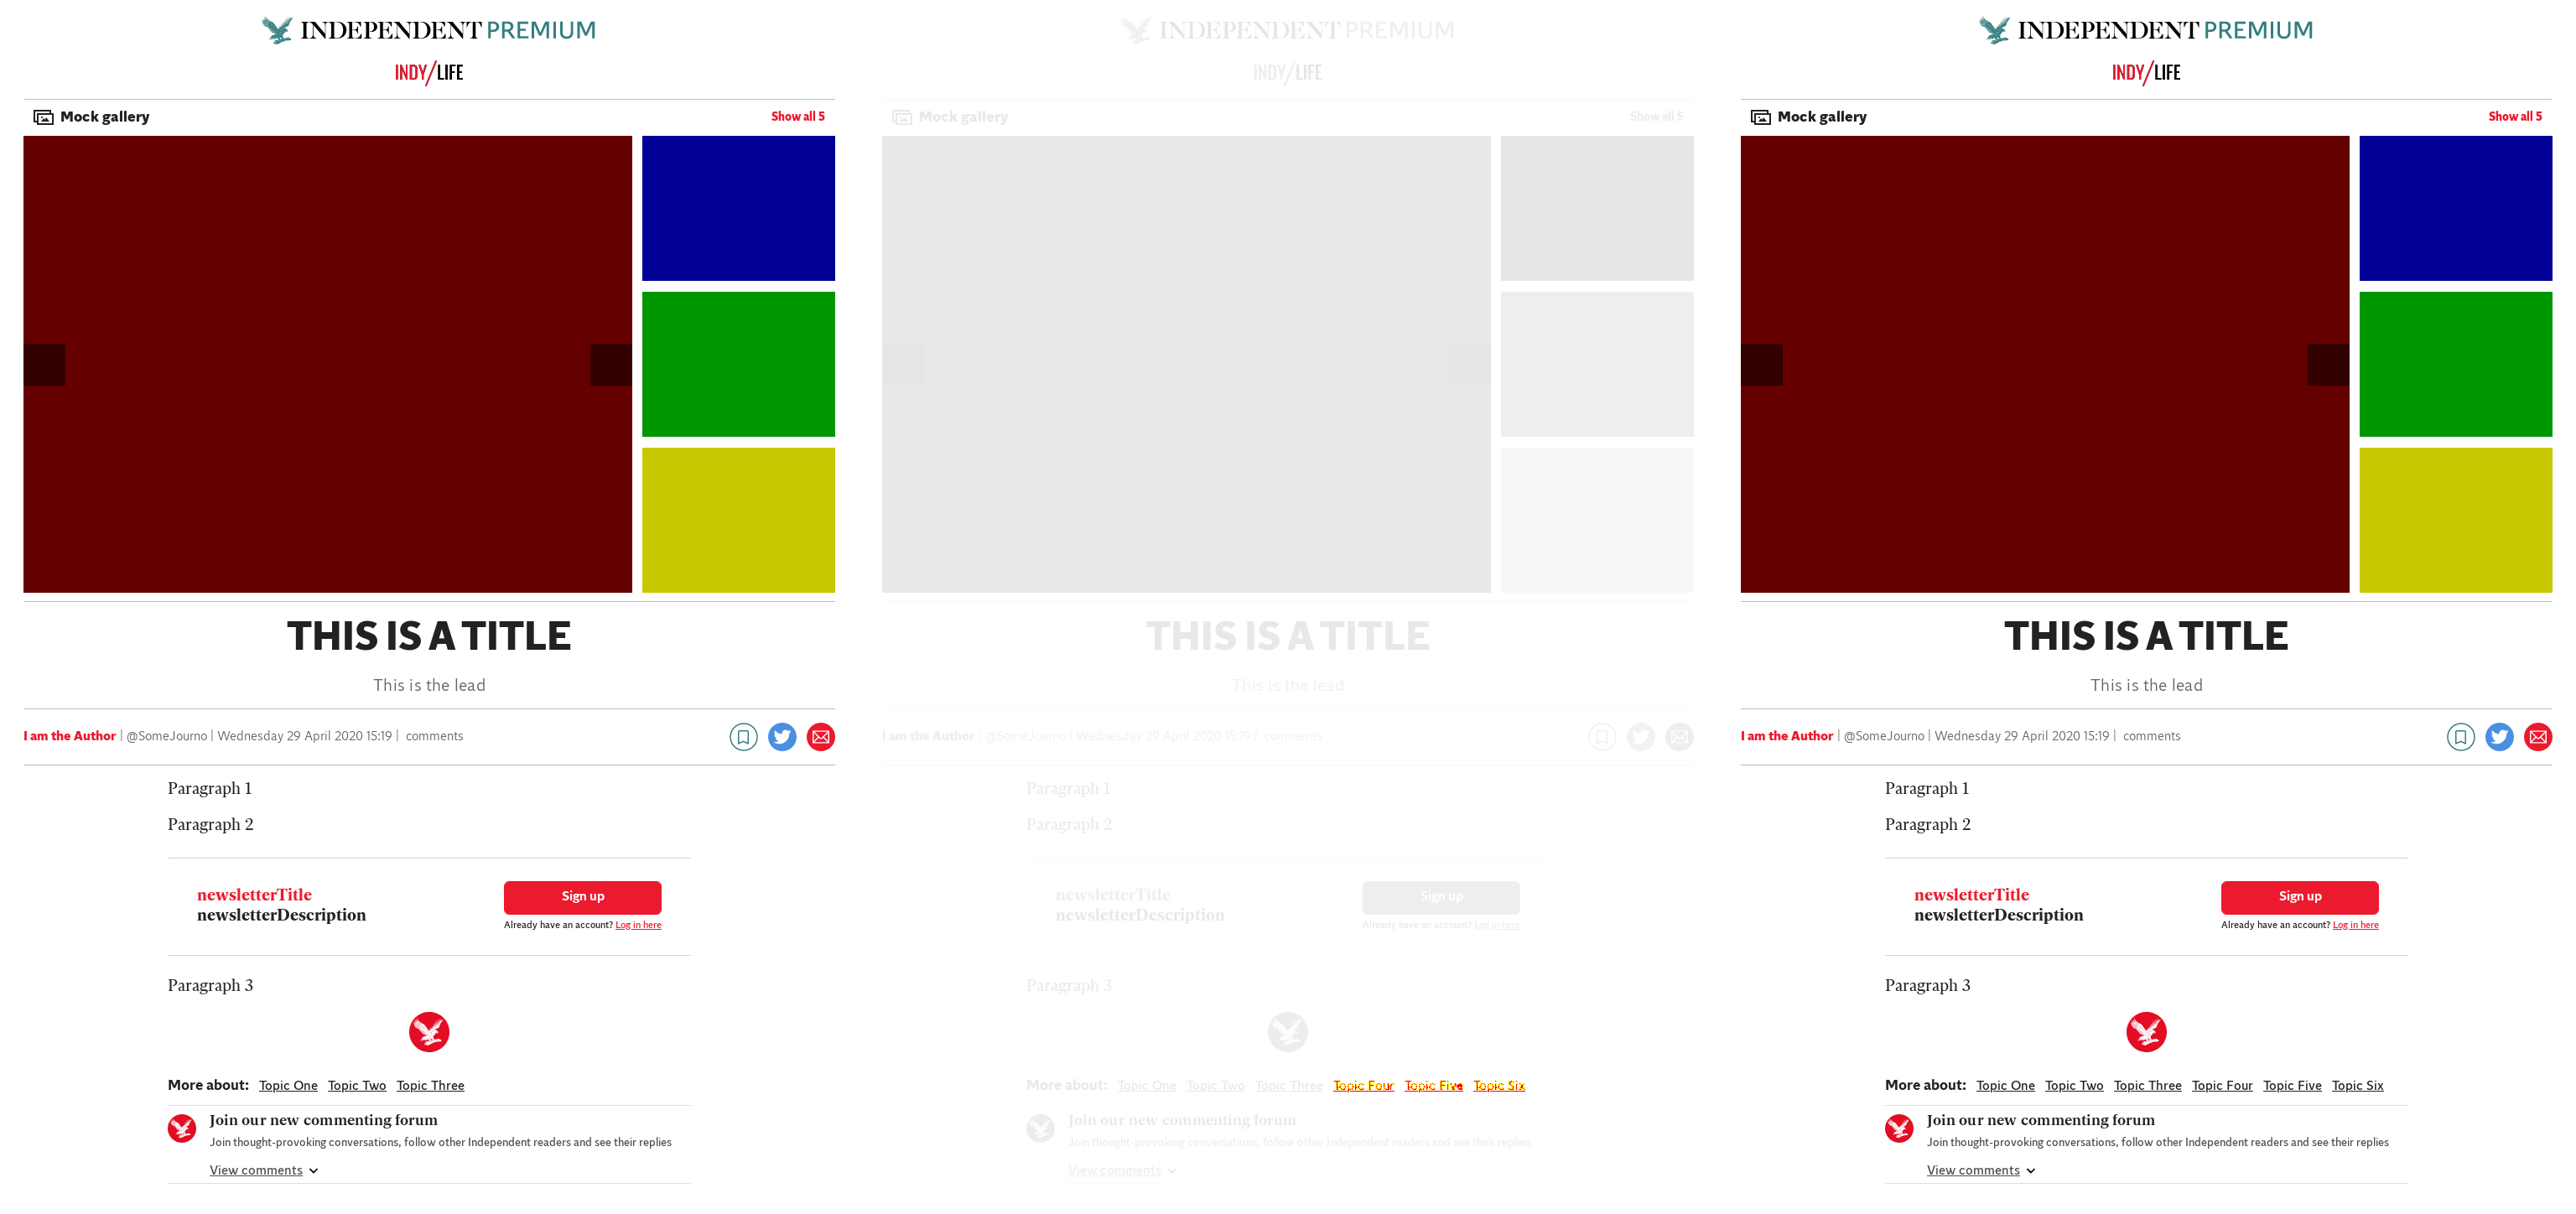 INDEPENDENT PREMIUM
INDY/LIFE
Mock gallery
Show all 5
THIS IS A TITLE
This is the lead
I am the Author | @SomeJourno | Wednesday 29 April 2020 15:19 | comments
Paragraph 1
Paragraph 2
newsletterTitle
newsletterDescription
Sign up
Already have an account? Log in here
Paragraph 3
More about: Topic One Topic Two Topic Three
Join our new commenting forum
Join thought-provoking conversations, follow other Independent readers and see their replies
View comments
INDEPENDENT PREMIUM
INDY/LIFE
Mock gallery
Show all 5
THIS IS A TITLE
This is the lead
I am the Author | @SomeJourno | Wednesday 29 April 2020 15:19 | comments
Paragraph 1
Paragraph 2
newsletterTitle
newsletterDescription
Sign up
Already have an account? Log in here
Paragraph 3
More about: Topic One Topic Two Topic Three Topic Four Topic Five Topic Six
Join our new commenting forum
Join thought-provoking conversations, follow other Independent readers and see their replies
View comments
INDEPENDENT PREMIUM
INDY/LIFE
Mock gallery
Show all 5
THIS IS A TITLE
This is the lead
I am the Author | @SomeJourno | Wednesday 29 April 2020 15:19 | comments
Paragraph 1
Paragraph 2
newsletterTitle
newsletterDescription
Sign up
Already have an account? Log in here
Paragraph 3
More about: Topic One Topic Two Topic Three Topic Four Topic Five Topic Six
Join our new commenting forum
Join thought-provoking conversations, follow other Independent readers and see their replies
View comments